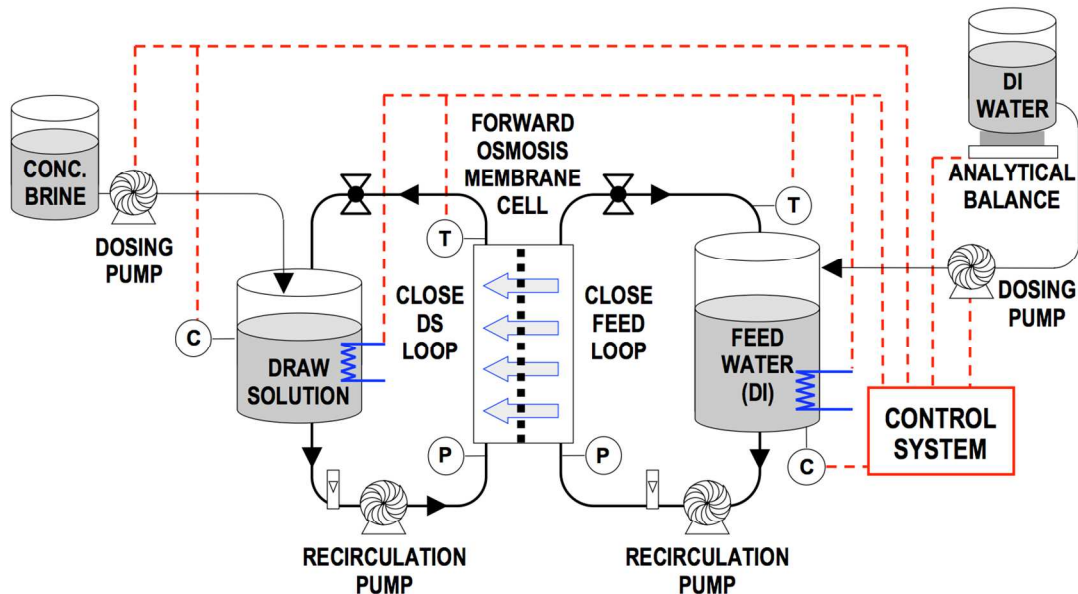 DI
WATER
ANALYTICAL
BALANCE
CONC.
BRINE
DOSING
PUMP
FORWARD
OSMOSIS
MEMBRANE
CELL
T
T
C
DRAW
SOLUTION
CLOSE
DS
LOOP
CLOSE
FEED
LOOP
FEED
WATER
(DI)
DOSING
PUMP
CONTROL
SYSTEM
P
P
C
RECIRCULATION
PUMP
RECIRCULATION
PUMP